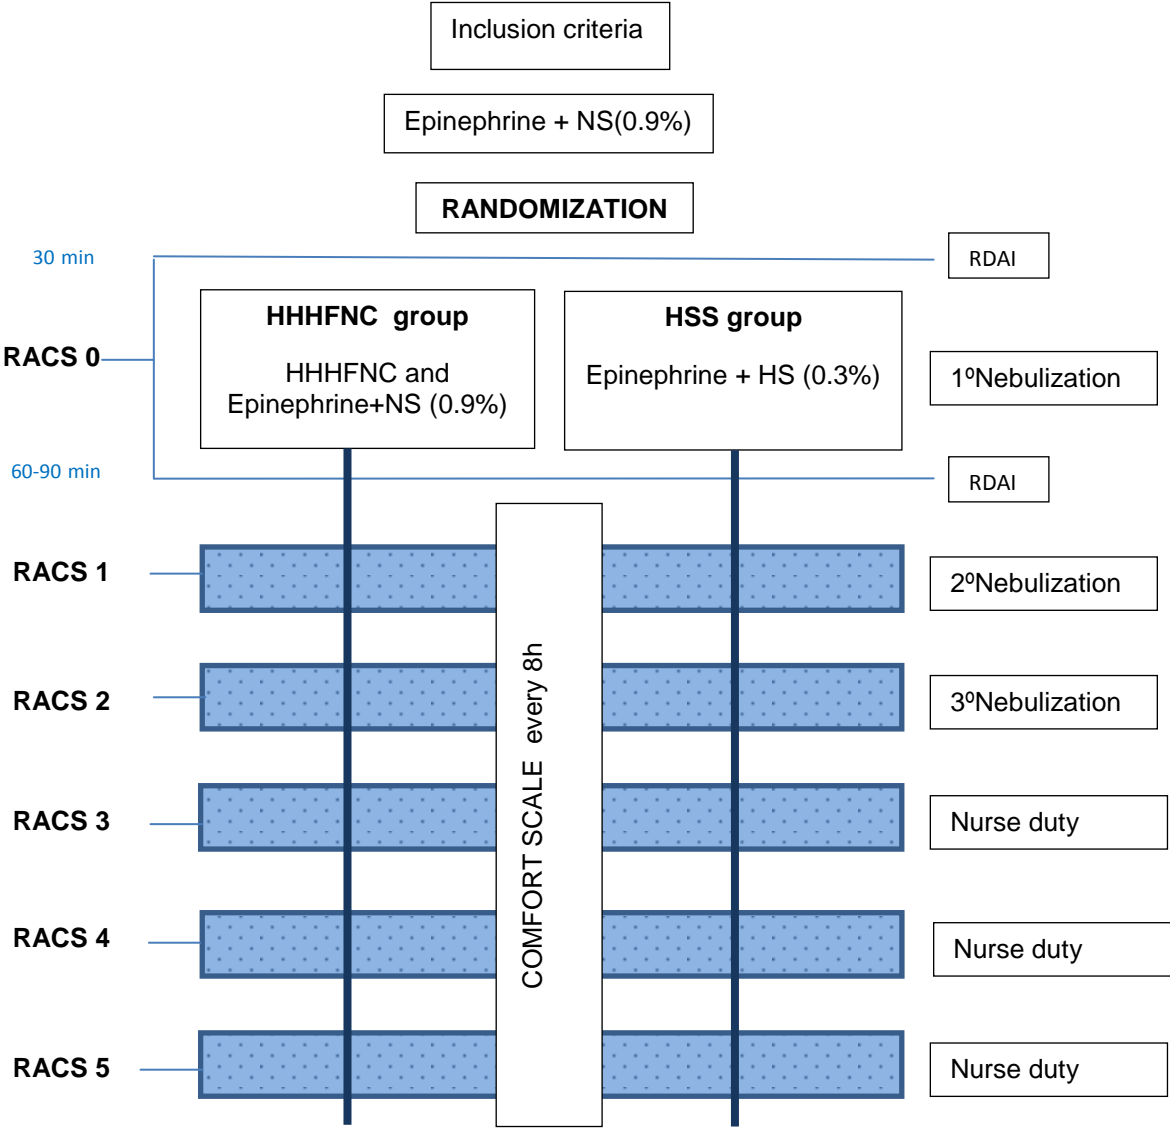 Inclusion criteria
Epinephrine + NS(0.9%)
RANDOMIZATION
30 min
RDAI
HHHFNC  group
HHHFNC and
Epinephrine+NS (0.9%)
HSS group
Epinephrine + HS (0.3%)
RACS 0
1ºNebulization
60-90 min
RDAI
COMFORT SCALE  every 8h
RACS 1
2ºNebulization
RACS 2
3ºNebulization
RACS 3
Nurse duty
RACS 4
Nurse duty
RACS 5
Nurse duty